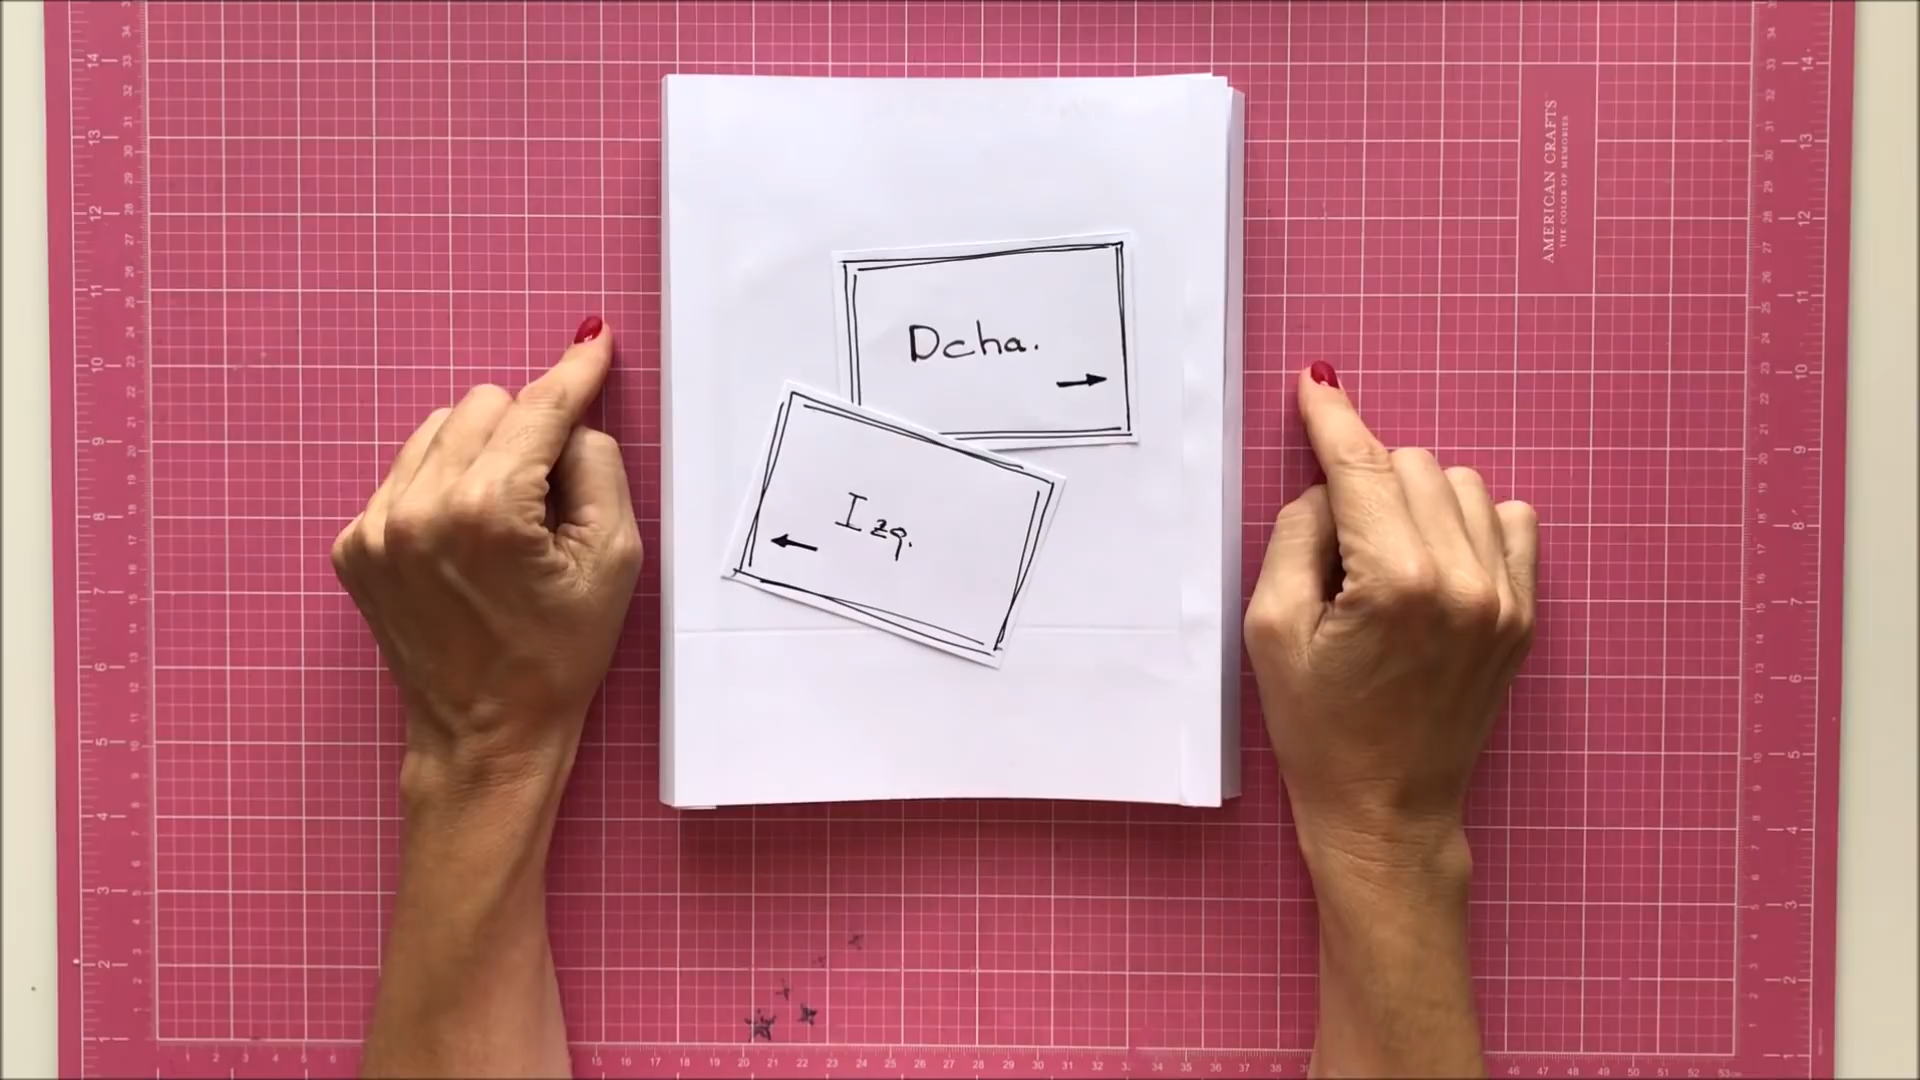 Dcha.
Izq.
AMERICAN CRAFTS
THE COLOR OF MEMORIES